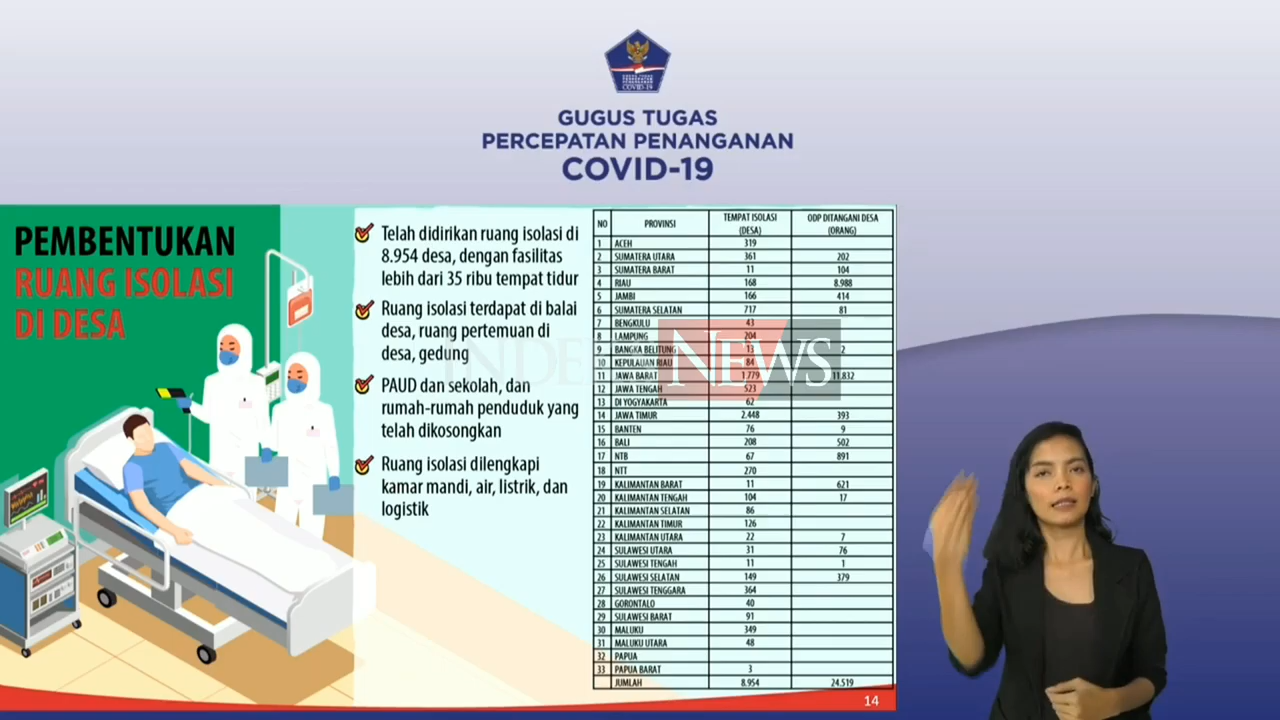 GUGUS TUGAS
PERCEPATAN PENANGANAN
COVID-19
COVID-19
PEMBENTUKAN
RUANG ISOLASI
DI DESA
Telah didirikan ruang isolasi di
8.954 desa, dengan fasilitas
lebih dari 35 ribu tempat tidur
Ruang isolasi terdapat di balai
desa, ruang pertemuan di
desa, gedung
PAUD dan sekolah, dan
rumah-rumah penduduk yang
telah dikosongkan
Ruang isolasi dilengkapi
kamar mandi, air, listrik, dan
logistik
NO PROVINSI TEMPAT ISOLASI (DESA) ODP DITANGANI DESA (ORANG)
1 ACEH 319
2 SUMATERA UTARA 361 202
3 SUMATERA BARAT 11 104
4 RIAU 168 8.988
5 JAMBI 166 414
6 SUMATERA SELATAN 717 81
7 BENGKULU 43
8 LAMPUNG 204
9 BANGKA BELITUNG 13 2
10 KEPULAUAN RIAU 84
11 JAWA BARAT 1 779 11.832
12 JAWA TENGAH 523
13 DI YOGYAKARTA 62
14 JAWA TIMUR 2.448 393
15 BANTEN 76 9
16 BALI 208 502
17 NTB 67 891
18 NTT 270
19 KALIMANTAN BARAT 11 621
20 KALIMANTAN TENGAH 104 17
21 KALIMANTAN SELATAN 86
22 KALIMANTAN TIMUR 126
23 KALIMANTAN UTARA 22 7
24 SULAWESI UTARA 31 76
25 SULAWESI TENGAH 11 1
26 SULAWESI SELATAN 149 379
27 SULAWESI TENGGARA 364
28 GORONTALO 40
29 SULAWESI BARAT 91
30 MALUKU 349
31 MALUKU UTARA 48
32 PAPUA
33 PAPUA BARAT 3
JUMLAH 8.954 24.519
NEWS
14